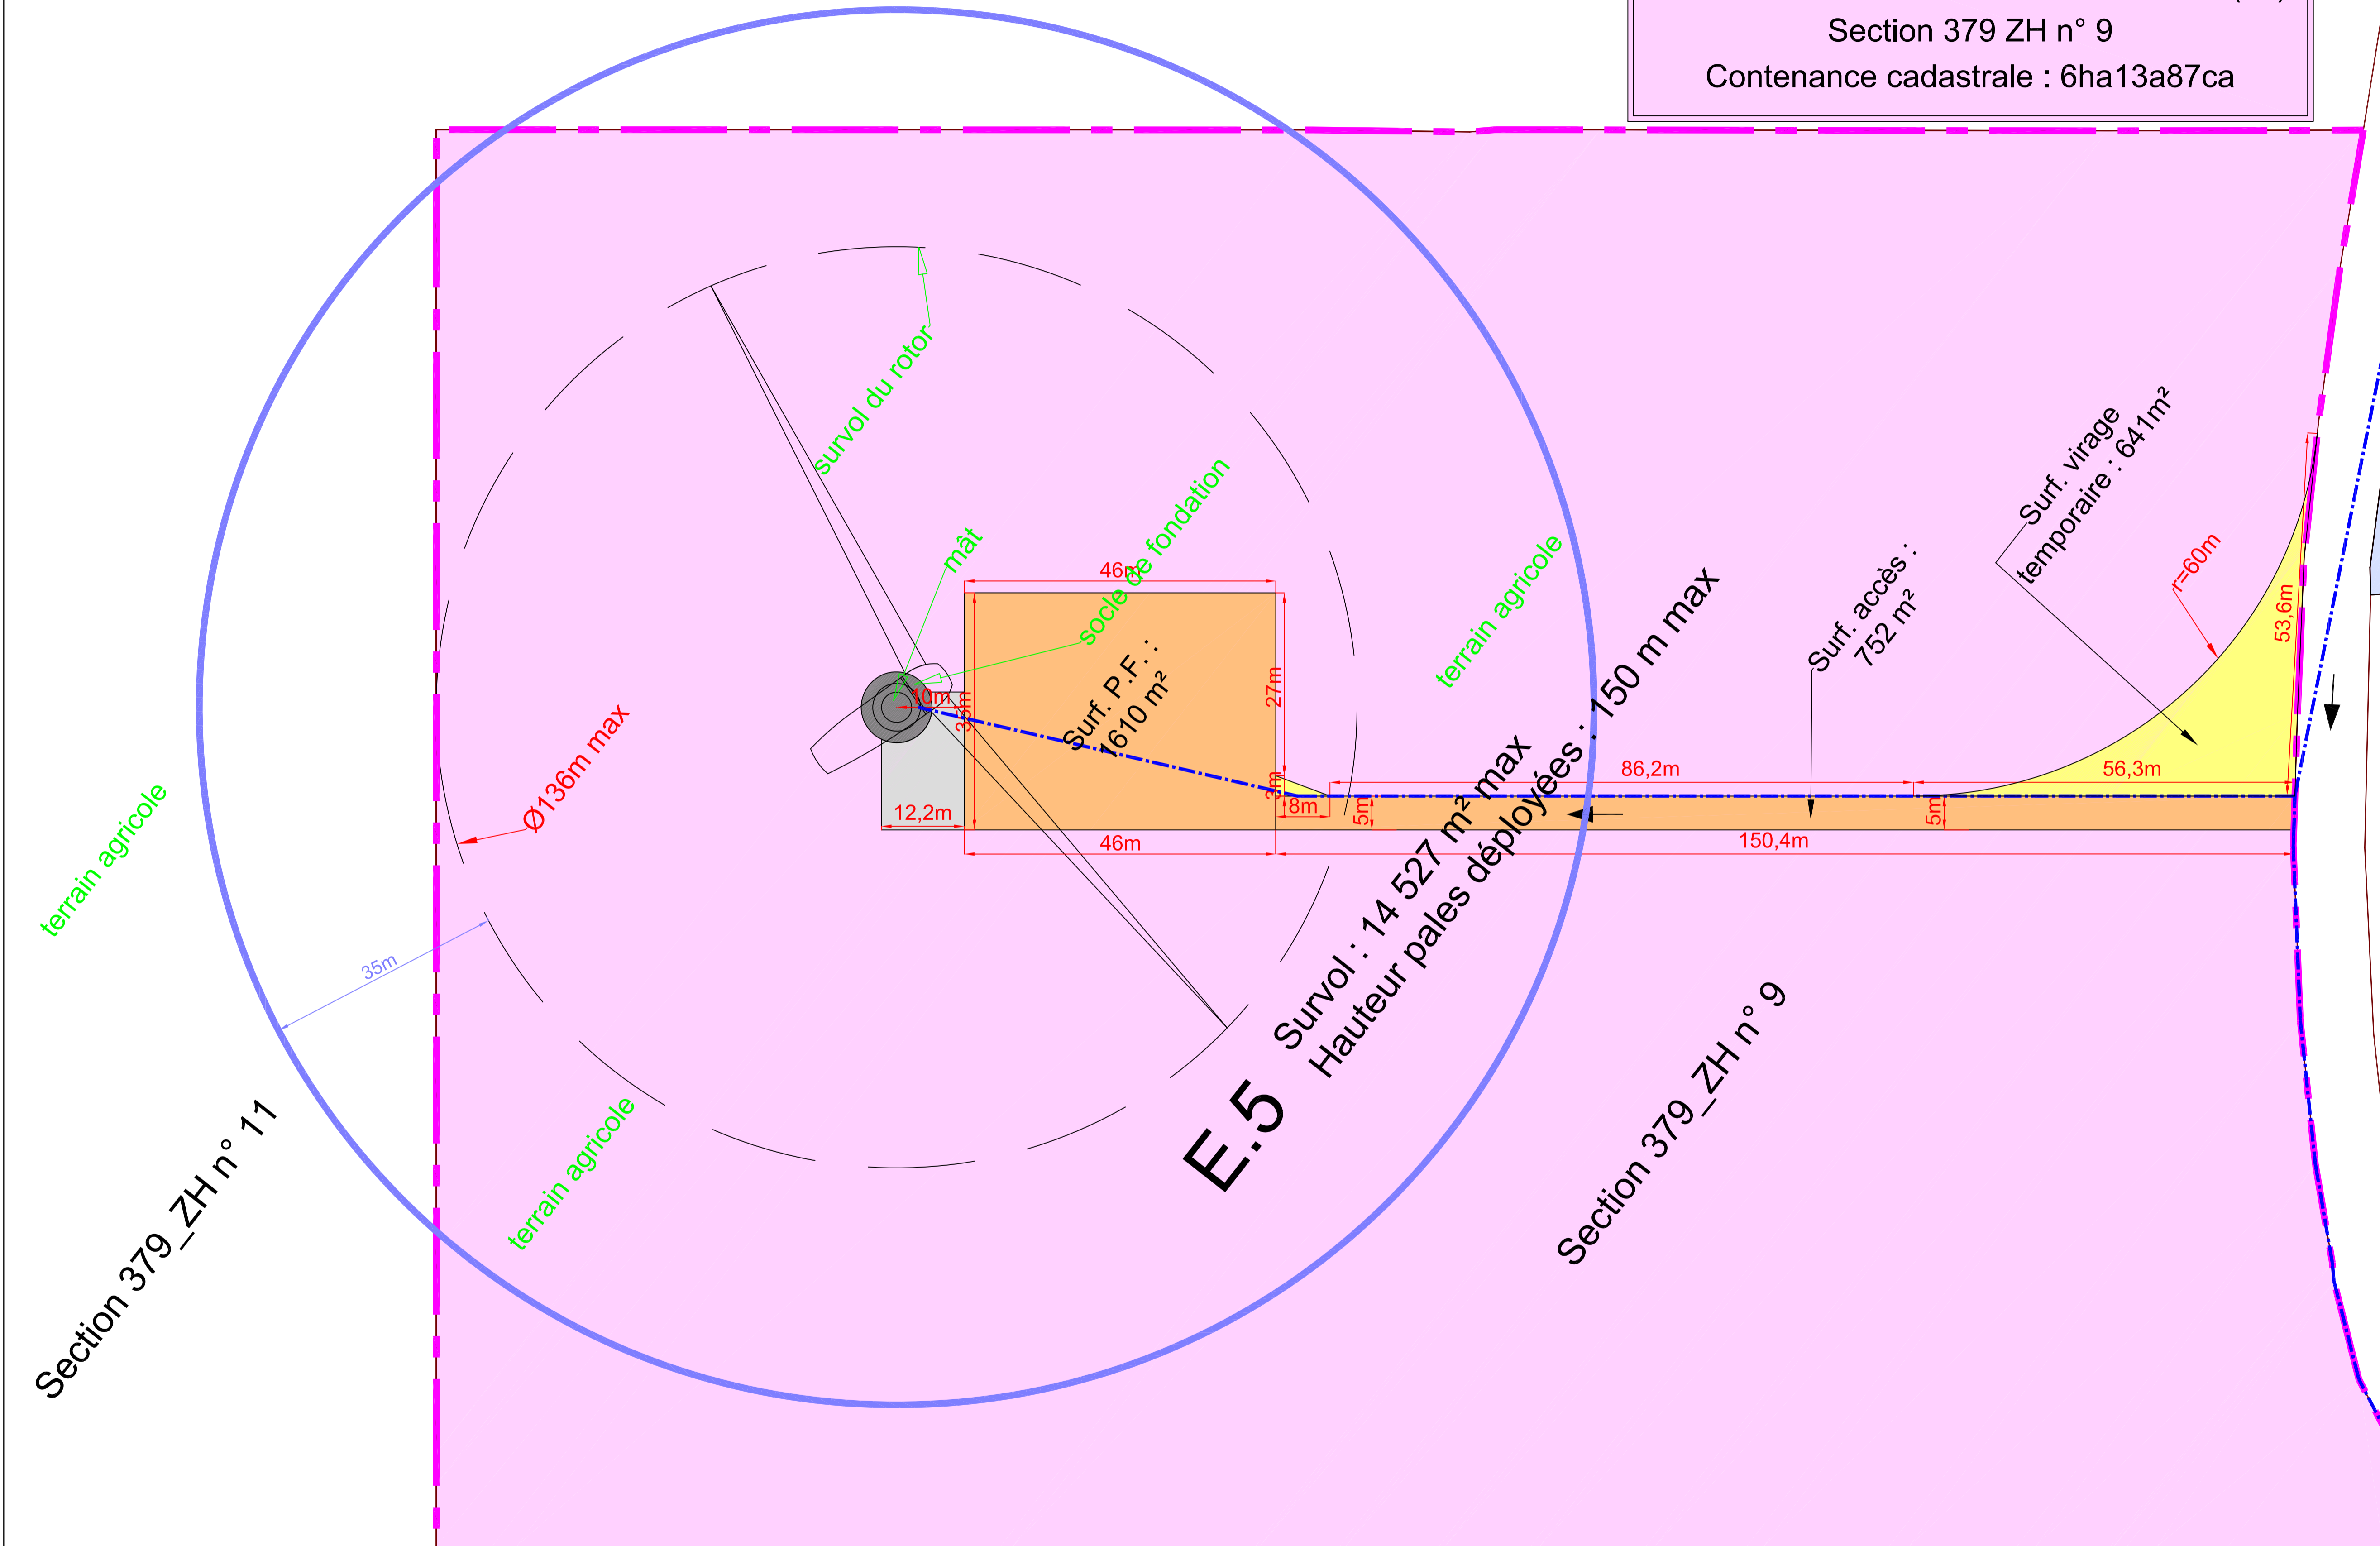 Section 379 ZH n° 9
Contenance cadastrale : 6ha13a87ca
survol du rotor
mât
socle de fondation
46m
10m
35m
27m
Surf. P.F. :
1610 m²
terrain agricole
Surf. virage
temporaire : 641m²
Surf. accès :
752 m²
r=60m
53,6m
Ø136m max
12,2m
46m
3m
8m
5m
86,2m
56,3m
5m
150,4m
terrain agricole
35m
Survol : 14 527 m² max
Hauteur pales déployées : 150 m max
E.5
Section 379_ZH n° 9
terrain agricole
Section 379_ZH n° 11